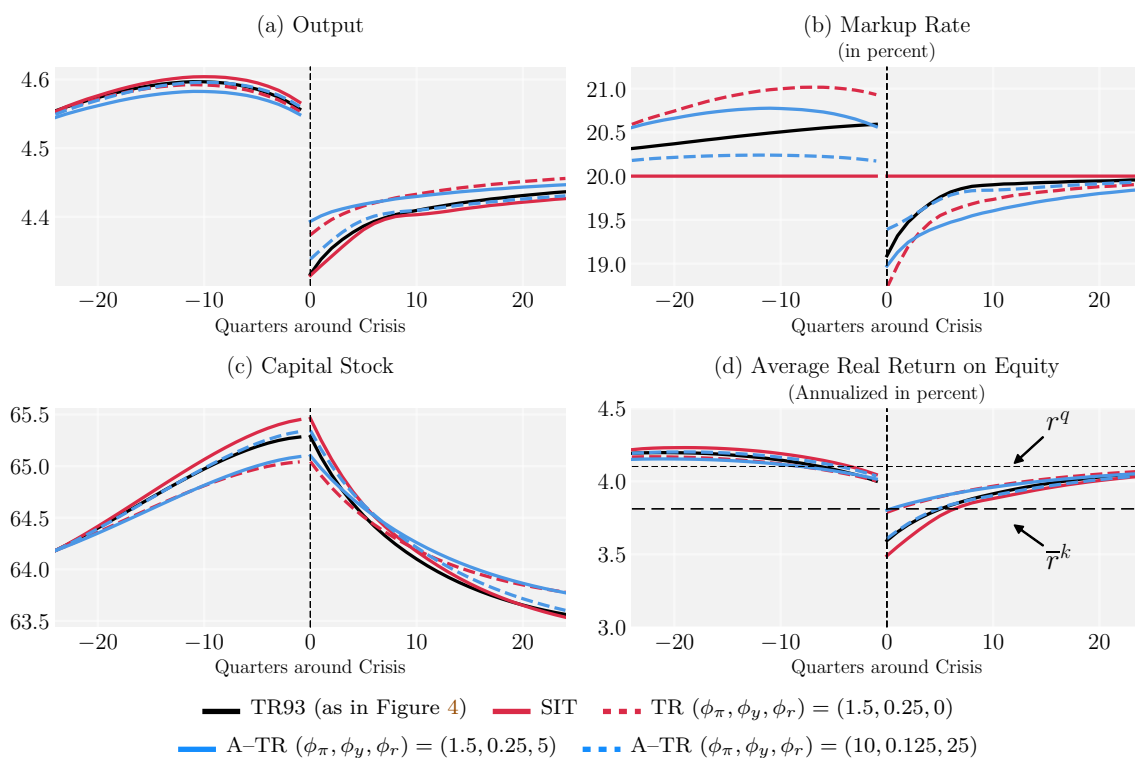 (a) Output
4.6
4.5
4.4
−20 −10 0 10 20
Quarters around Crisis
(b) Markup Rate
(in percent)
21.0
20.5
20.0
19.5
19.0
−20 −10 0 10 20
Quarters around Crisis
(c) Capital Stock
65.5
65.0
64.5
64.0
63.5
−20 −10 0 10 20
Quarters around Crisis
(d) Average Real Return on Equity
(Annualized in percent)
4.5
4.0
3.5
3.0
r^q
r̅^k
−20 −10 0 10 20
Quarters around Crisis
TR93 (as in Figure 4) SIT TR (ϕ_π, ϕ_y, ϕ_r) = (1.5, 0.25, 0)
A–TR (ϕ_π, ϕ_y, ϕ_r) = (1.5, 0.25, 5) A–TR (ϕ_π, ϕ_y, ϕ_r) = (10, 0.125, 25)